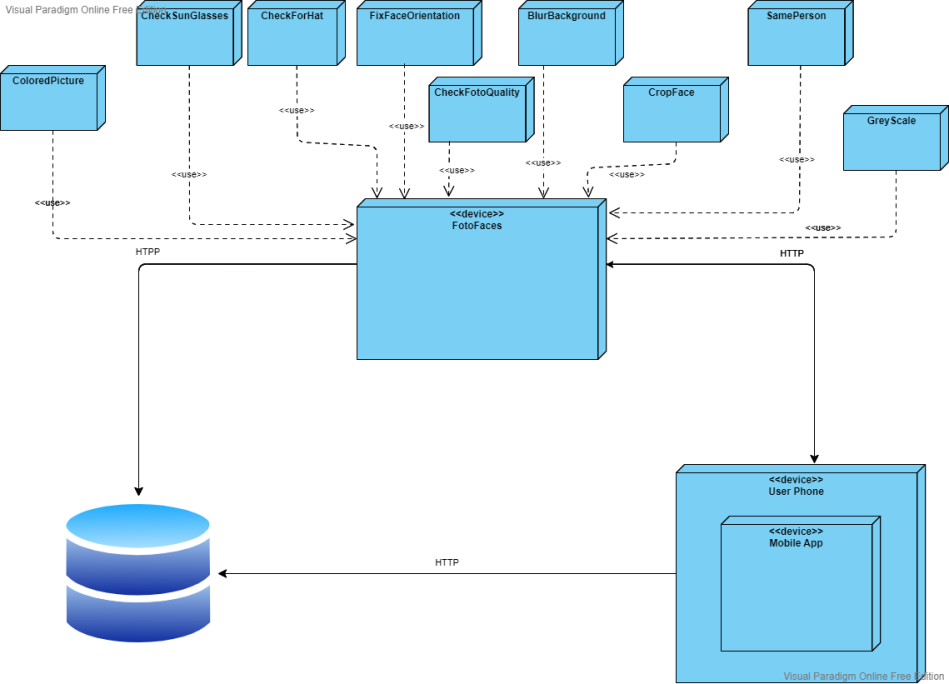 Visual Paradigm Online Free Edition
CheckSunGlasses
CheckForHat
FixFaceOrientation
BlurBackground
SamePerson
ColoredPicture
CheckFotoQuality
CropFace
GreyScale
<<use>>
<<use>>
<<use>>
<<use>>
<<use>>
<<use>>
<<use>>
<<use>>
<<use>>
<<device>>
FotoFaces
HTPP
HTTP
<<device>>
User Phone
<<device>>
Mobile App
HTTP
Visual Paradigm Online Free Edition